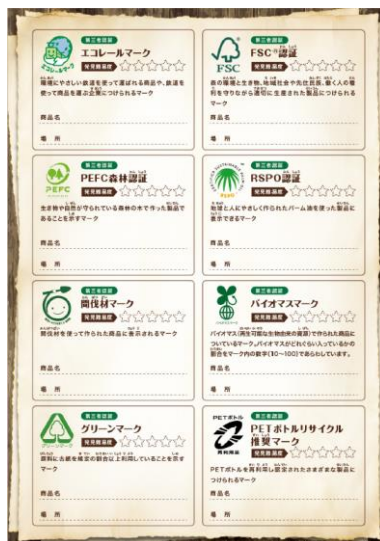 第三者認証
エコレールマーク
発見難易度
環境にやさしい鉄道を使って運ばれる商品や、鉄道を
使って商品を運ぶ企業につけられるマーク
商品名
場 所
第三者認証
FSC®認証
FSC
発見難易度
森の環境と生き物、地域社会や先住民族、働く人の権
利を守りながら適切に生産された製品につけられる
マーク
商品名
場 所
第三者認証
PEFC森林認証
PEFC
発見難易度
生き物や自然が守られている森林の木で作った製品で
あることを示すマーク
商品名
場 所
第三者認証
RSPO認証
発見難易度
地球と人にやさしく作られたパーム油を使った製品に
表示できるマーク
商品名
場 所
第三者認証
間伐材マーク
発見難易度
間伐材を使って作られた商品に表示されるマーク
商品名
場 所
第三者認証
バイオマスマーク
発見難易度
バイオマス(再生可能な生物由来の資源)で作られた商品に
ついているマーク。バイオマスがどれくらい入っているかの
割合をマーク内の数字(10~100)であらわしています。
商品名
場 所
第三者認証
グリーンマーク
グリーンマーク
発見難易度
原料に古紙を規定の割合以上利用していることを示す
マーク
商品名
場 所
第三者認証
PETボトルリサイクル
推奨マーク
PETボトル
再利用品
発見難易度
PETボトルを再利用し認定されたさまざまな製品に
つけられるマーク
商品名
場 所